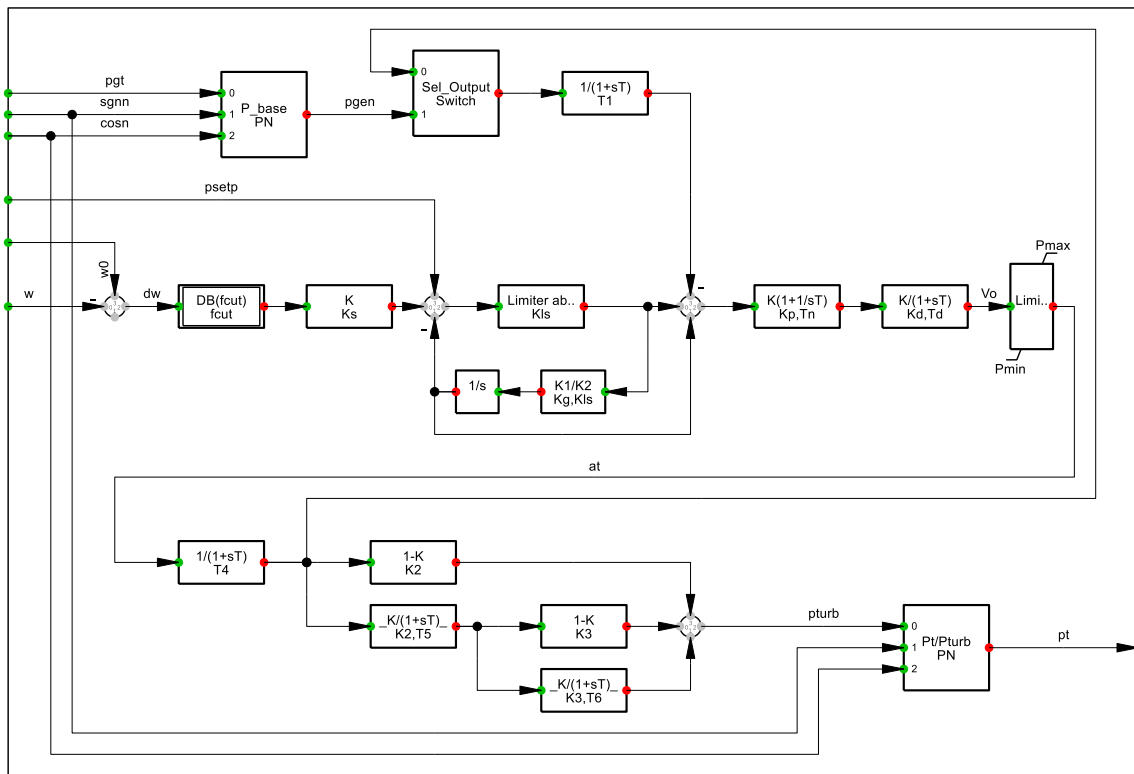 pgt
sgnn
cosn
0
1
2
P_base
PN
pgen
0
1
Sel_Output
Switch
1/(1+sT)
T1
psetp
w0
w
-
dw
DB(fcut)
fcut
K
Ks
-
Limiter ab..
Kls
-
K(1+1/sT)
Kp,Tn
K/(1+sT)
Kd,Td
Vo
Pmax
Limi..
Pmin
1/s
K1/K2
Kg,Kls
at
1/(1+sT)
T4
1-K
K2
_K/(1+sT)_
K2,T5
1-K
K3
_K/(1+sT)_
K3,T6
pturb
0
1
2
Pt/Pturb
PN
pt